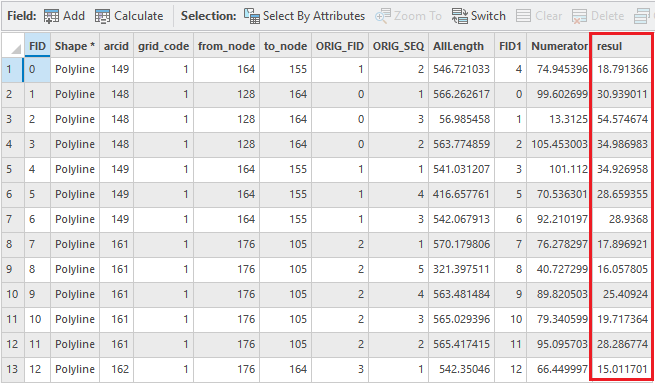 Field: Add Calculate Selection: Select By Attributes Zoom To Switch Clear Delete
FID Shape * arcid grid_code from_node to_node ORIG_FID ORIG_SEQ AllLength FID1 Numerator resul
1 0 Polyline 149 1 164 155 1 2 546.721033 4 74.945396 18.791366
2 1 Polyline 148 1 128 164 0 1 566.262617 0 99.602699 30.939011
3 2 Polyline 148 1 128 164 0 3 56.985458 1 13.3125 54.574674
4 3 Polyline 148 1 128 164 0 2 563.774859 2 105.453003 34.986983
5 4 Polyline 149 1 164 155 1 1 541.031207 3 101.112 34.926958
6 5 Polyline 149 1 164 155 1 4 416.657761 5 70.536301 28.659355
7 6 Polyline 149 1 164 155 1 3 542.067913 6 92.210197 28.9368
8 7 Polyline 161 1 176 105 2 1 570.179806 7 76.278297 17.896921
9 8 Polyline 161 1 176 105 2 5 321.397511 8 40.727299 16.057805
10 9 Polyline 161 1 176 105 2 4 563.481484 9 89.820503 25.40924
11 10 Polyline 161 1 176 105 2 3 565.029396 10 79.340599 19.717364
12 11 Polyline 161 1 176 105 2 2 565.417415 11 95.095703 28.286774
13 12 Polyline 162 1 176 164 3 1 542.35046 12 66.449997 15.011701